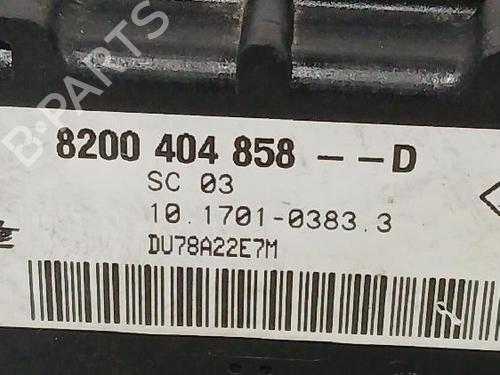 B-PARTS
8200 404 858 -- D
SC 03
10.1701-0383.3
DU78A22E7M